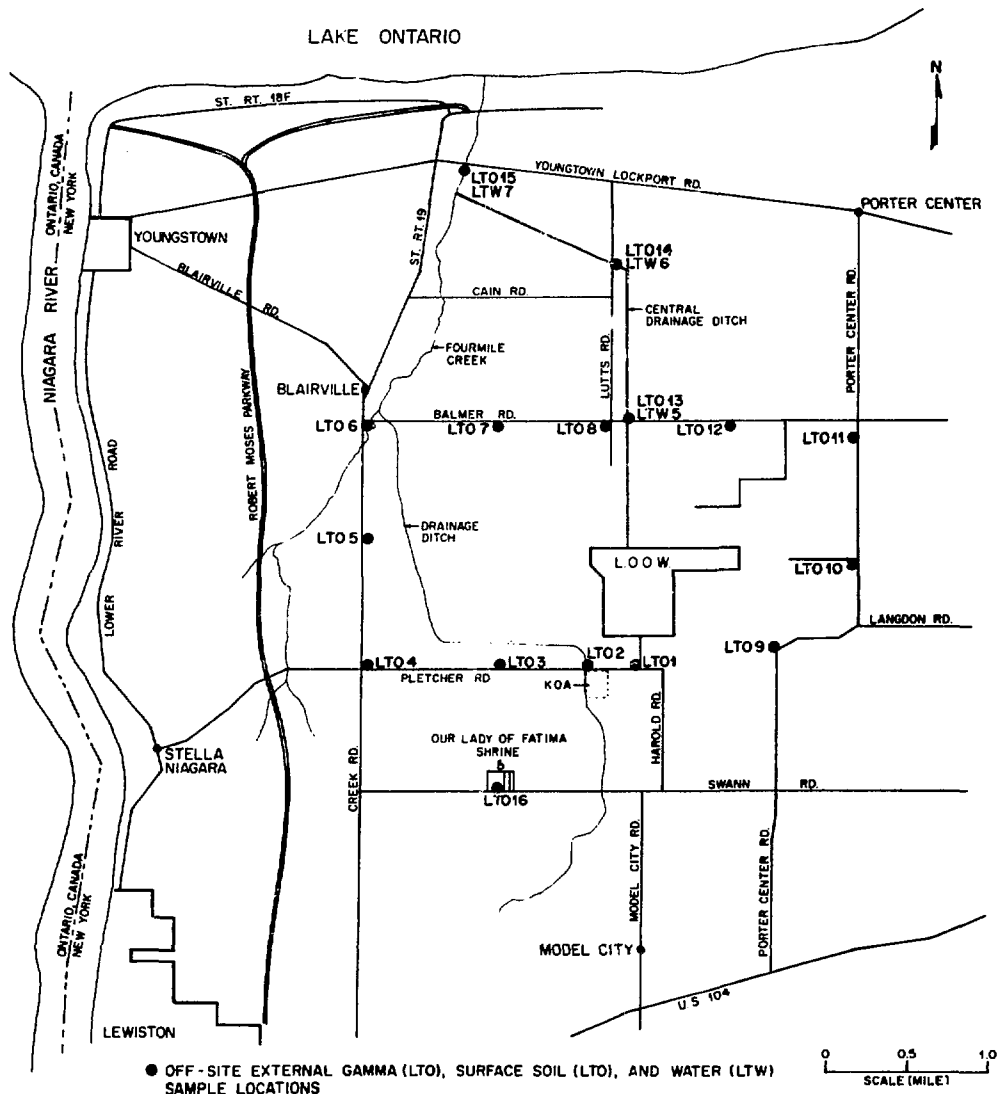 LAKE ONTARIO
N
ST. RT. 18F
ONTARIO, CANADA
NEW YORK
LTO15
LTW7
YOUNGTOWN LOCKPORT RD.
PORTER CENTER
YOUNGSTOWN
ST. RT. 19
LTO14
LTW6
BLAIRVILLE RD.
CAIN RD.
CENTRAL
DRAINAGE DITCH
PORTER CENTER RD.
NIAGARA RIVER
FOURMILE
CREEK
LUTTS RD.
BLAIRVILLE
LTO13
LTW5
BALMER RD.
LTO6
LTO7
LTO8
LTO12
LTO11
ROBERT MOSES PARKWAY
LOWER RIVER ROAD
DRAINAGE
DITCH
LTO5
L.O.O.W.
LTO10
LANGDON RD.
LTO9
LTO4
LTO3
LTO2
LTO1
PLETCHER RD
KOA
HAROLD RD.
OUR LADY OF FATIMA
SHRINE
STELLA
NIAGARA
LTO16
SWANN RD.
CREEK RD.
MODEL CITY RD.
PORTER CENTER RD.
ONTARIO, CANADA
NEW YORK
MODEL CITY
U S 104
LEWISTON
OFF-SITE EXTERNAL GAMMA (LTO), SURFACE SOIL (LTO), AND WATER (LTW)
SAMPLE LOCATIONS
0 0.5 1.0
SCALE (MILE)